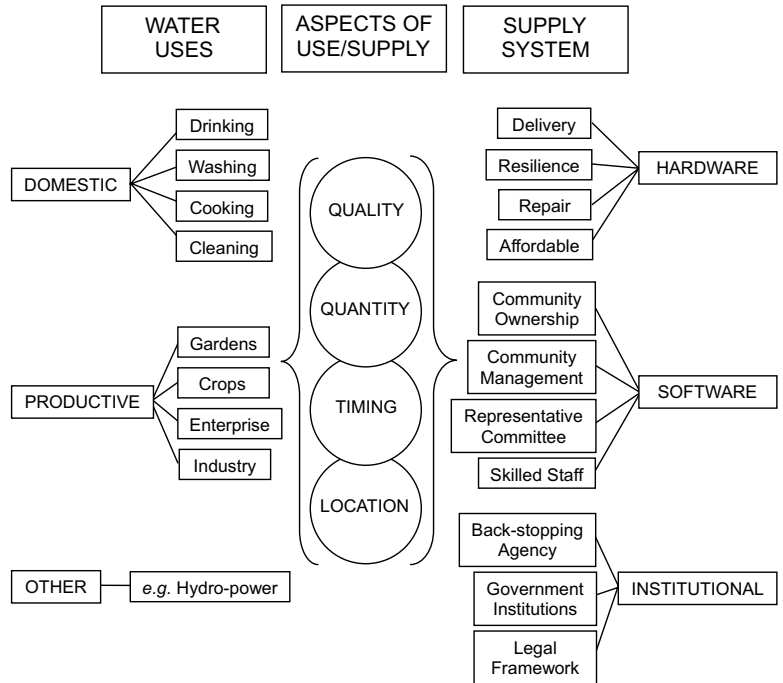 WATER
USES
ASPECTS OF
USE/SUPPLY
SUPPLY
SYSTEM
DOMESTIC
Drinking
Washing
Cooking
Cleaning
PRODUCTIVE
Gardens
Crops
Enterprise
Industry
OTHER
e.g. Hydro-power
QUALITY
QUANTITY
TIMING
LOCATION
Delivery
Resilience
Repair
Affordable
HARDWARE
Community
Ownership
Community
Management
Representative
Committee
Skilled Staff
SOFTWARE
Back-stopping
Agency
Government
Institutions
Legal
Framework
INSTITUTIONAL